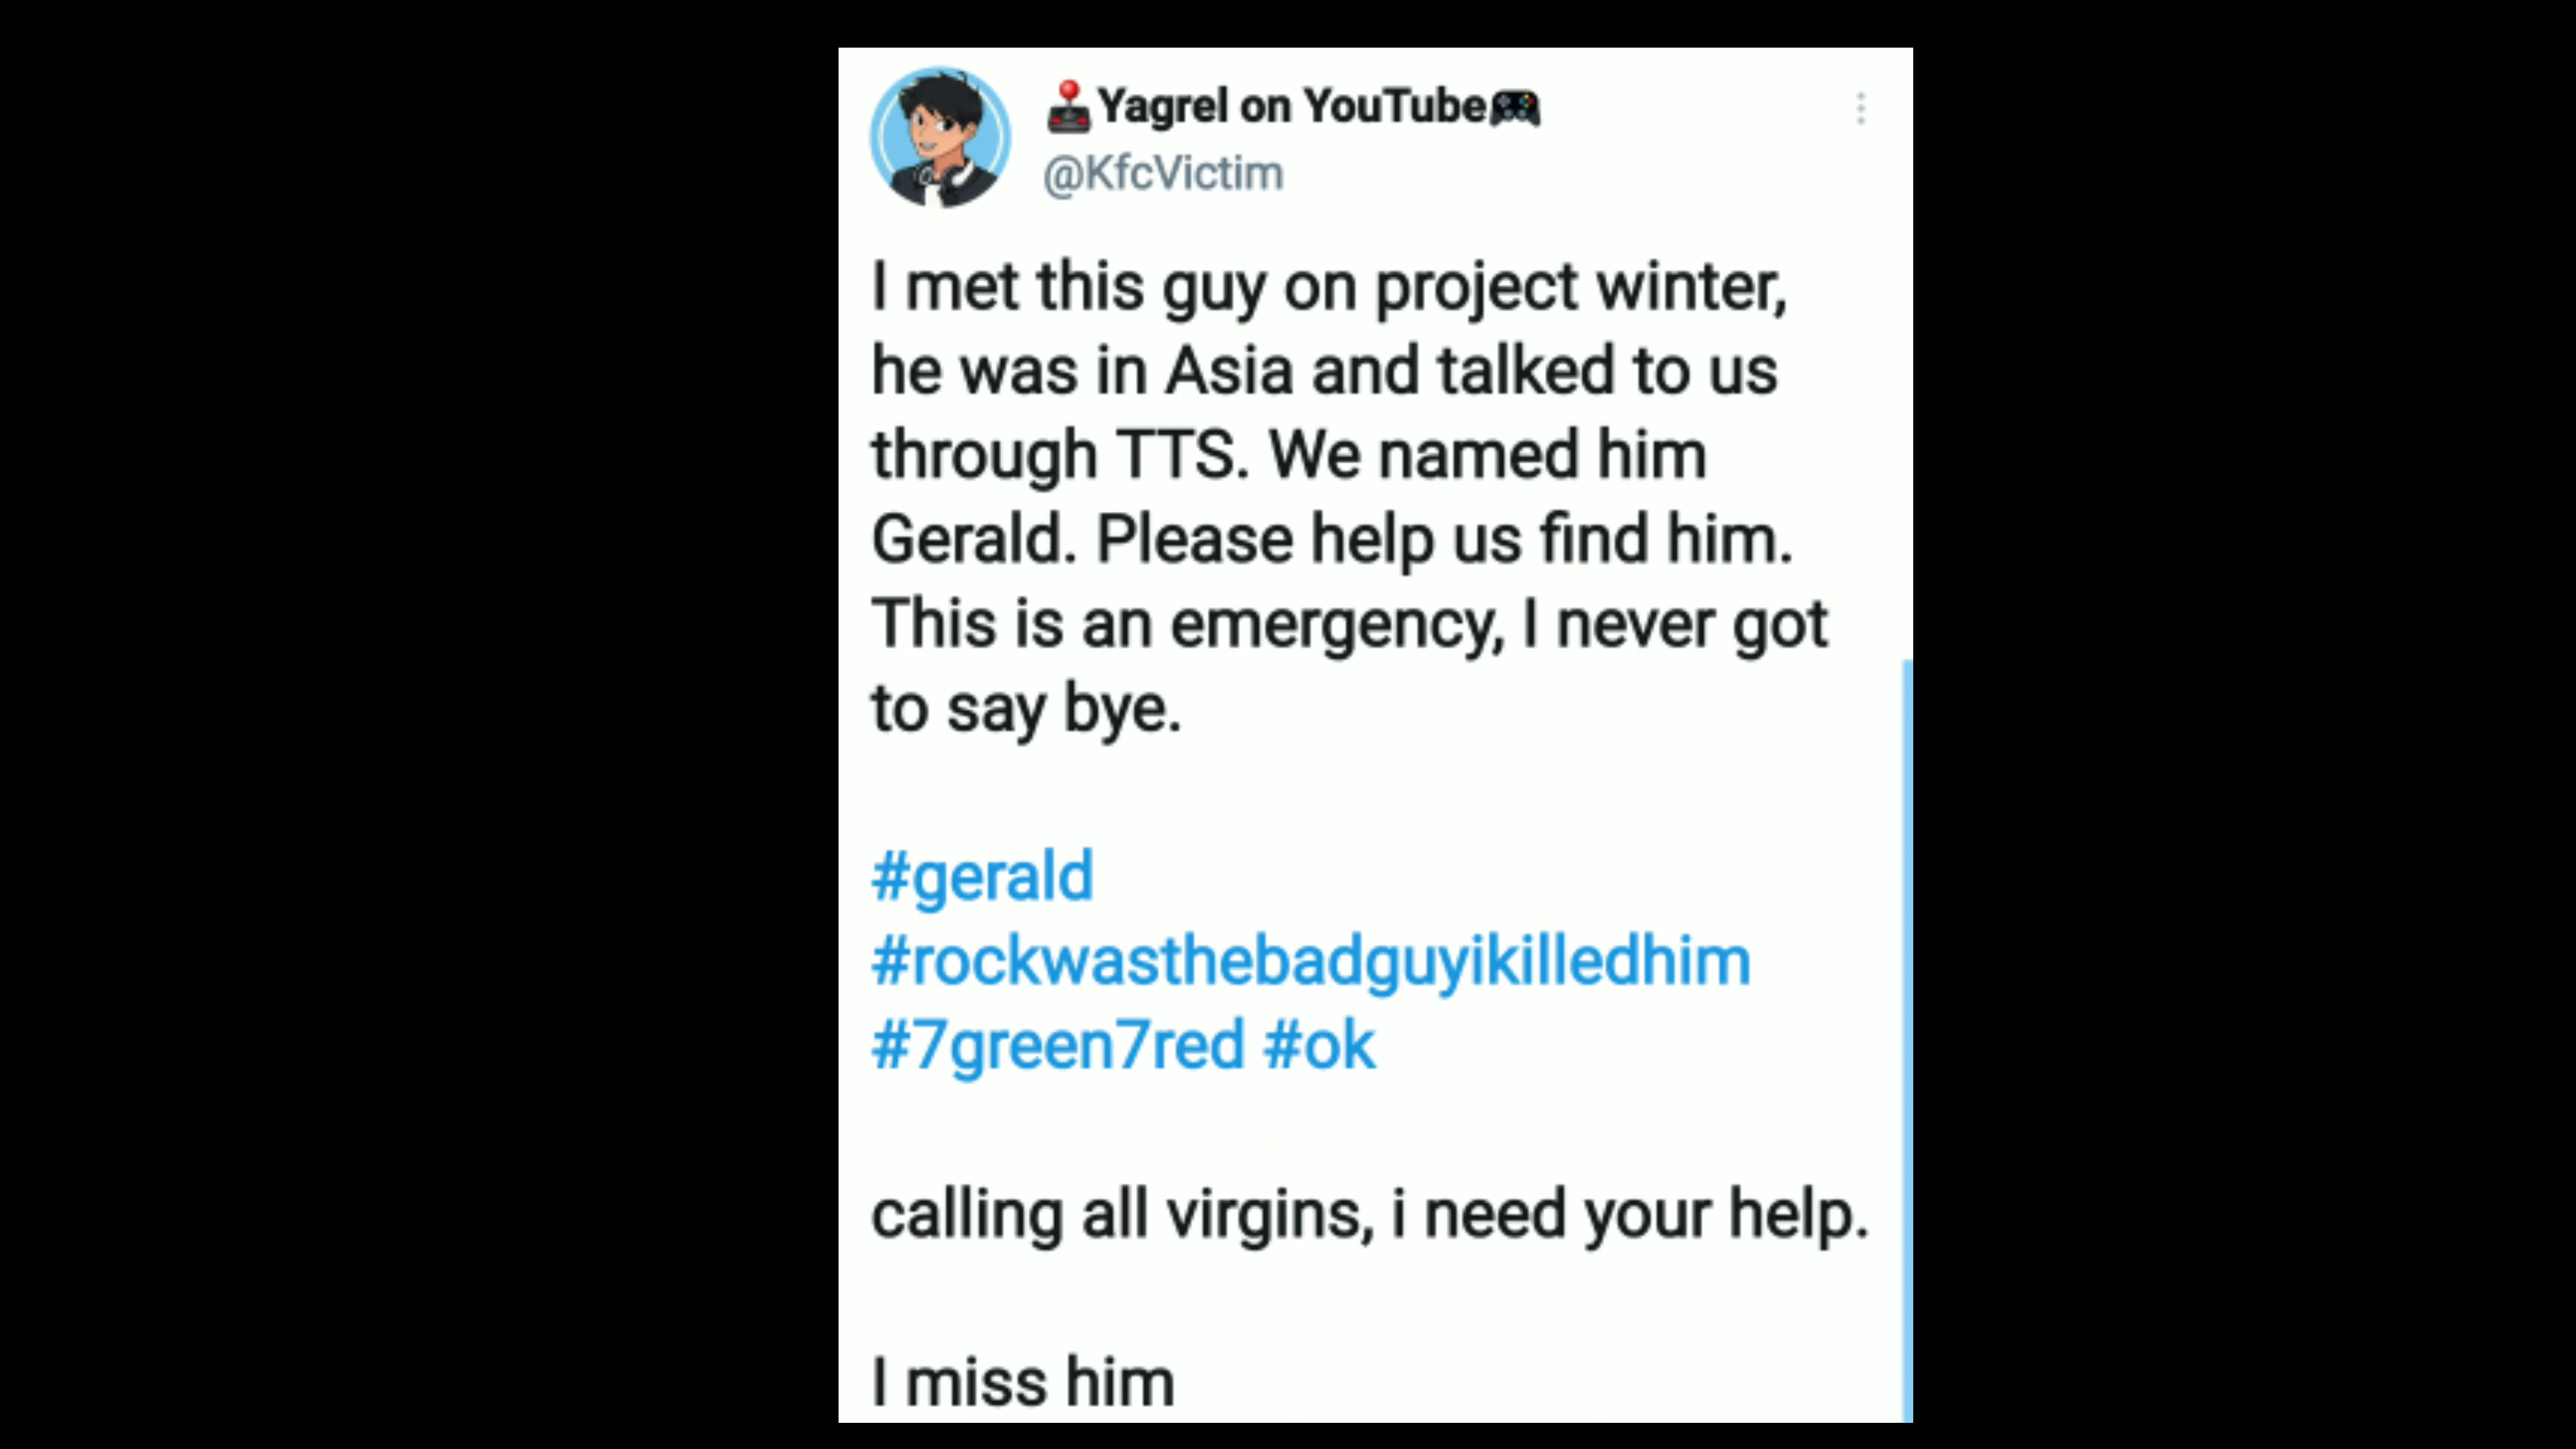 🕹️Yagrel on YouTube🎮
@KfcVictim
I met this guy on project winter,
he was in Asia and talked to us
through TTS. We named him
Gerald. Please help us find him.
This is an emergency, I never got
to say bye.
#gerald
#rockwasthebadguyikilledhim
#7green7red #ok
calling all virgins, i need your help.
I miss him